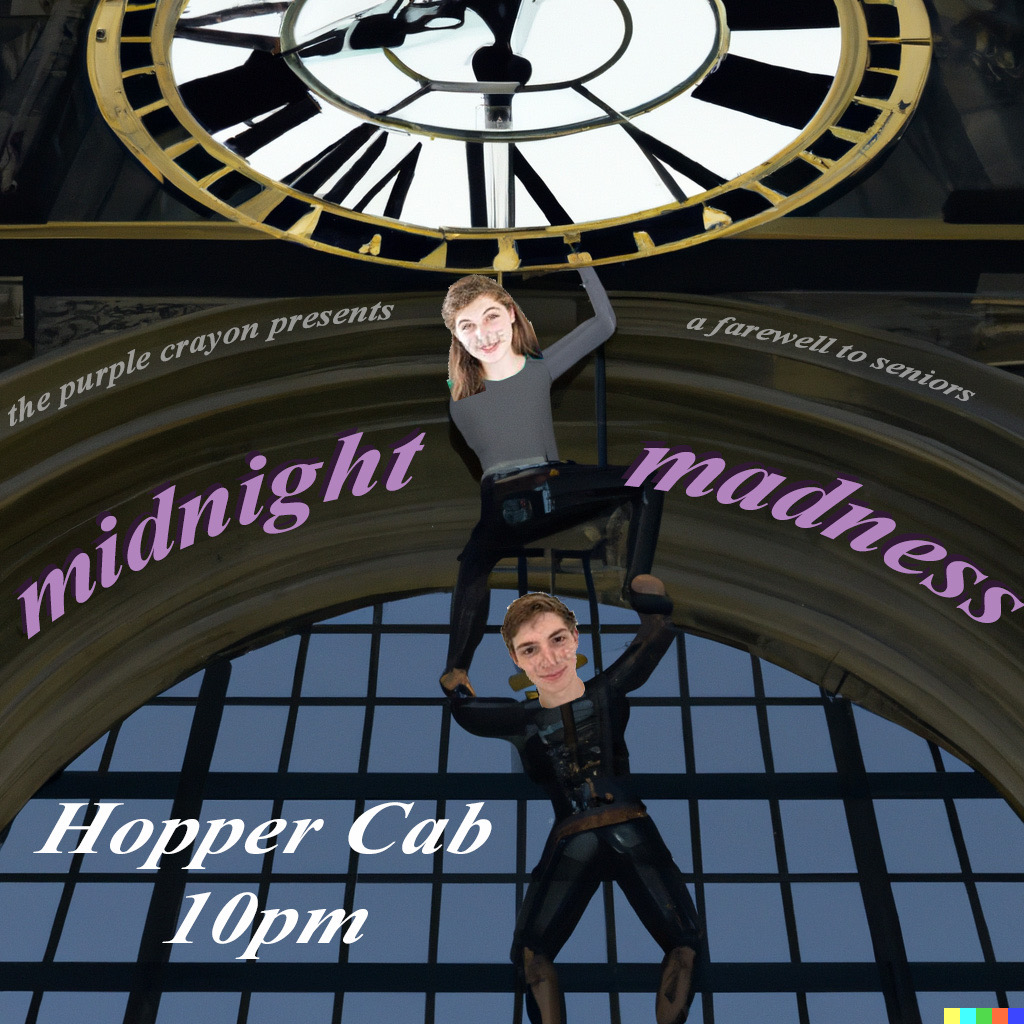 the purple crayon presents
a farewell to seniors
midnight
madness
Hopper Cab
10pm